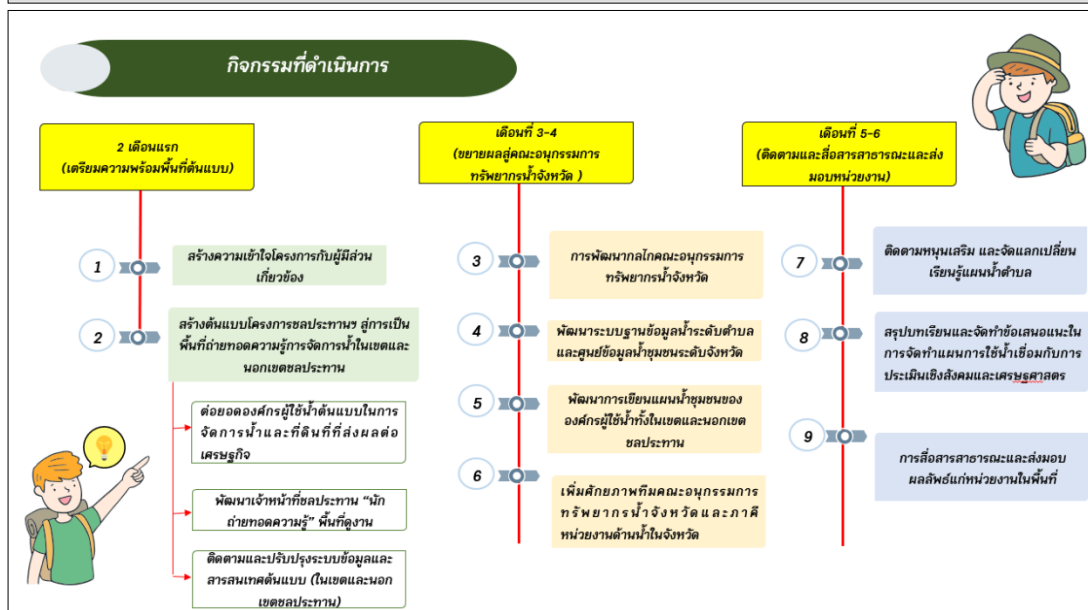 กิจกรรมที่ดำเนินการ
2 เดือนแรก
(เตรียมความพร้อมพื้นที่ต้นแบบ)
1
สร้างความเข้าใจโครงการกับผู้มีส่วน
เกี่ยวข้อง
2
สร้างต้นแบบโครงการชลประทานฯ สู่การเป็น
พื้นที่ถ่ายทอดความรู้การจัดการน้ำในเขตและ
นอกเขตชลประทาน
ต่อยอดองค์กรผู้ใช้น้ำต้นแบบในการ
จัดการน้ำและที่ดินที่ที่ส่งผลต่อ
เศรษฐกิจ
พัฒนาเจ้าหน้าที่ชลประทาน “นัก
ถ่ายทอดความรู้” พื้นที่ดูงาน
ติดตามและปรับปรุงระบบข้อมูลและ
สารสนเทศต้นแบบ (ในเขตและนอก
เขตชลประทาน)
เดือนที่ 3-4
(ขยายผลสู่คณะอนุกรรมการ
ทรัพยากรน้ำจังหวัด )
3
การพัฒนากลไกคณะอนุกรรมการ
ทรัพยากรน้ำจังหวัด
4
พัฒนาระบบฐานข้อมูลน้ำระดับตำบล
และศูนย์ข้อมูลน้ำชุมชนระดับจังหวัด
5
พัฒนาการเขียนแผนน้ำชุมชนของ
องค์กรผู้ใช้น้ำทั้งในเขตและนอกเขต
ชลประทาน
6
เพิ่มศักยภาพทีมคณะอนุกรรมการ
ทรัพยากรน้ำจังหวัดและภาคี
หน่วยงานด้านน้ำในจังหวัด
เดือนที่ 5-6
(ติดตามและสื่อสารสาธารณะและส่ง
มอบหน่วยงาน)
7
ติดตามหนุนเสริม และจัดแลกเปลี่ยน
เรียนรู้แผนน้ำตำบล
8
สรุปบทเรียนและจัดทำข้อเสนอแนะใน
การจัดทำแผนการใช้น้ำเชื่อมกับการ
ประเมินเชิงสังคมและเศรษฐศาสตร
9
การสื่อสารสาธารณะและส่งมอบ
ผลลัพธ์แก่หน่วยงานในพื้นที่